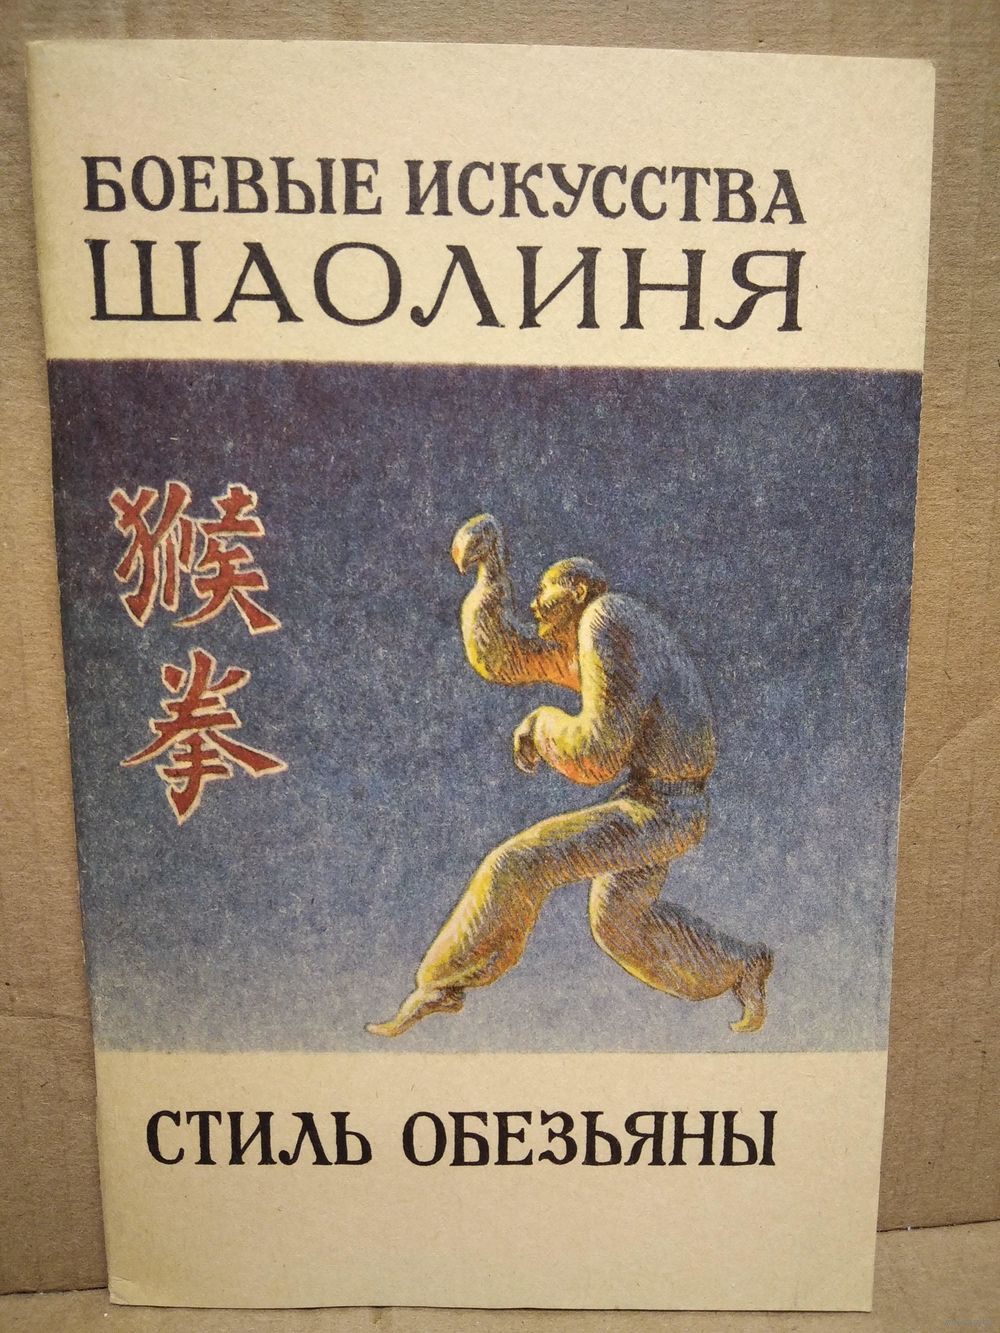 БОЕВЫЕ ИСКУССТВА
ШАОЛИНЯ
猴
拳
СТИЛЬ ОБЕЗЬЯНЫ